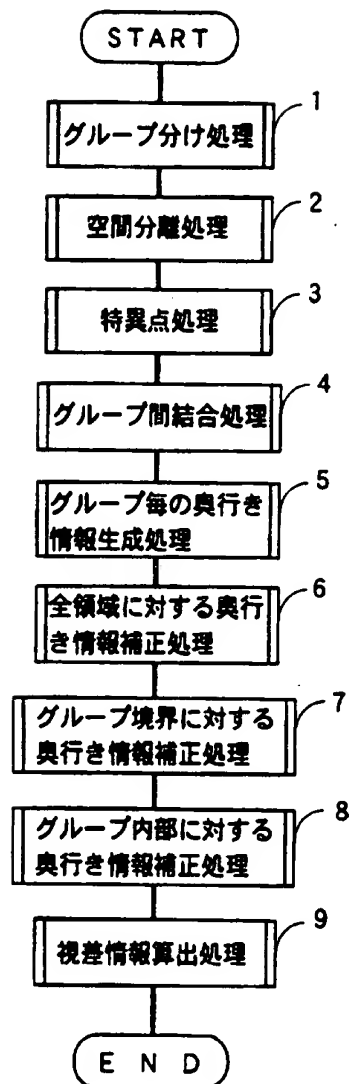 START
1
グループ分け処理
2
空間分離処理
3
特異点処理
4
グループ間結合処理
5
グループ毎の奥行き
情報生成処理
6
全領域に対する奥行
き情報補正処理
7
グループ境界に対する
奥行き情報補正処理
8
グループ内部に対する
奥行き情報補正処理
9
視差情報算出処理
END